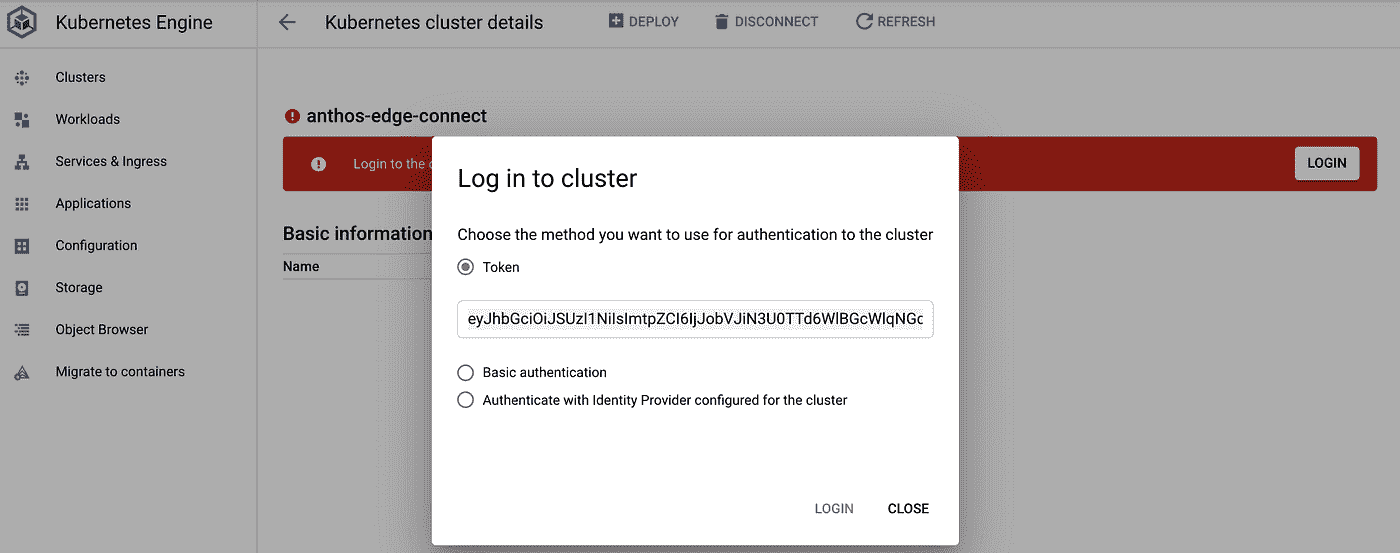 Kubernetes Engine
Kubernetes cluster details
DEPLOY
DISCONNECT
REFRESH
Clusters
Workloads
Services & Ingress
Applications
Configuration
Storage
Object Browser
Migrate to containers
anthos-edge-connect
Login to the
LOGIN
Basic information
Name
Log in to cluster
Choose the method you want to use for authentication to the cluster
Token
eyJhbGciOiJSUzI1NiIsImtpZCI6IjJobVJiN3U0TTd6WlBGcWlqNGc
Basic authentication
Authenticate with Identity Provider configured for the cluster
LOGIN
CLOSE